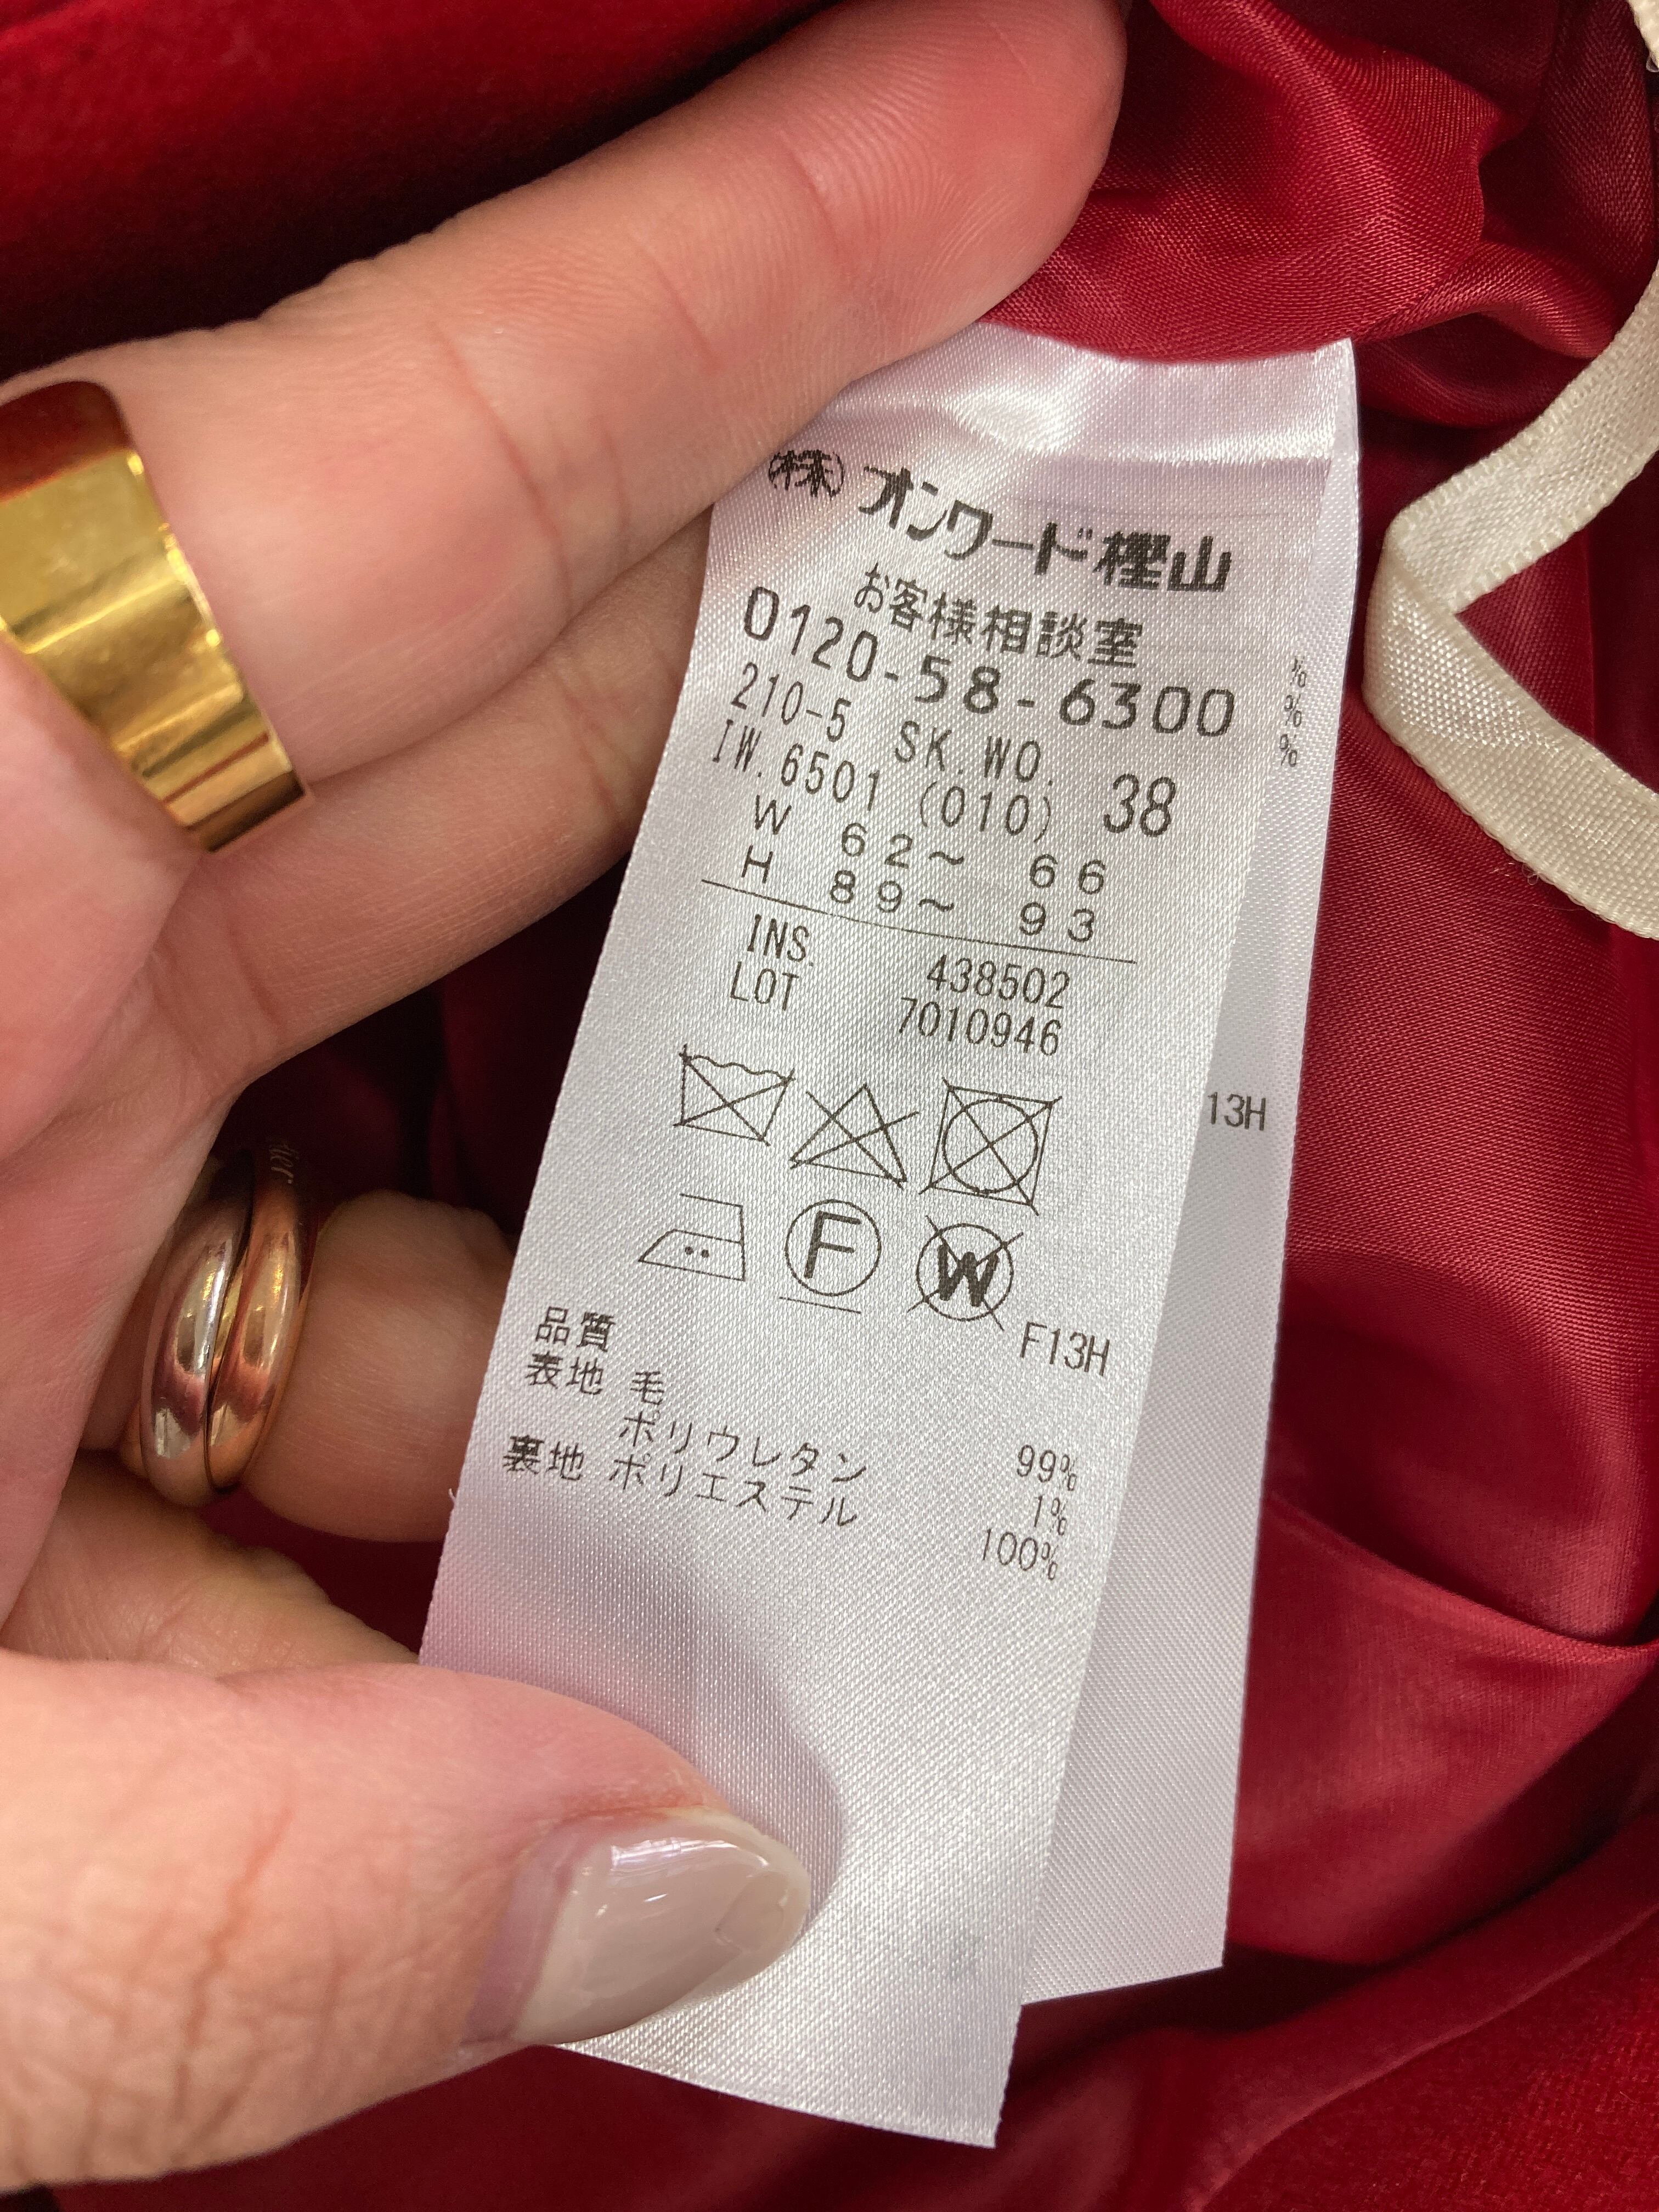 ㈱オンワード樫山
お客様相談室
0120-58-6300
210-5 SK.WO. 38
IW.6501 (010)
W 62～ 66
H 89～ 93
INS. 438502
LOT 7010946
F
W
F13H
品質
表地 毛 99%
ポリウレタン 1%
裏地 ポリエステル 100%
%
%
%
13H